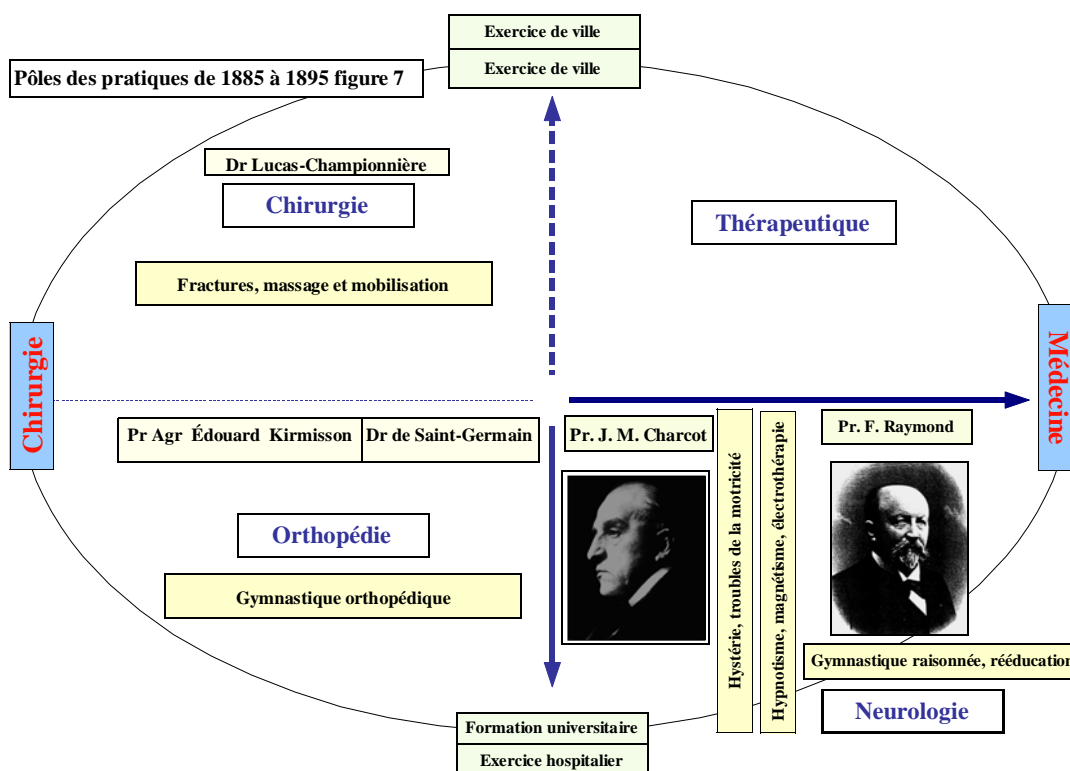 Exercice de ville
Exercice de ville
Pôles des pratiques de 1885 à 1895 figure 7
Dr Lucas-Championnière
Chirurgie
Thérapeutique
Fractures, massage et mobilisation
Chirurgie
Médecine
Pr Agr Édouard Kirmisson
Dr de Saint-Germain
Pr. J. M. Charcot
Hystérie, troubles de la motricité
Hypnotisme, magnétisme, électrothérapie
Pr. F. Raymond
Orthopédie
Gymnastique orthopédique
Gymnastique raisonnée, rééducation
Neurologie
Formation universitaire
Exercice hospitalier